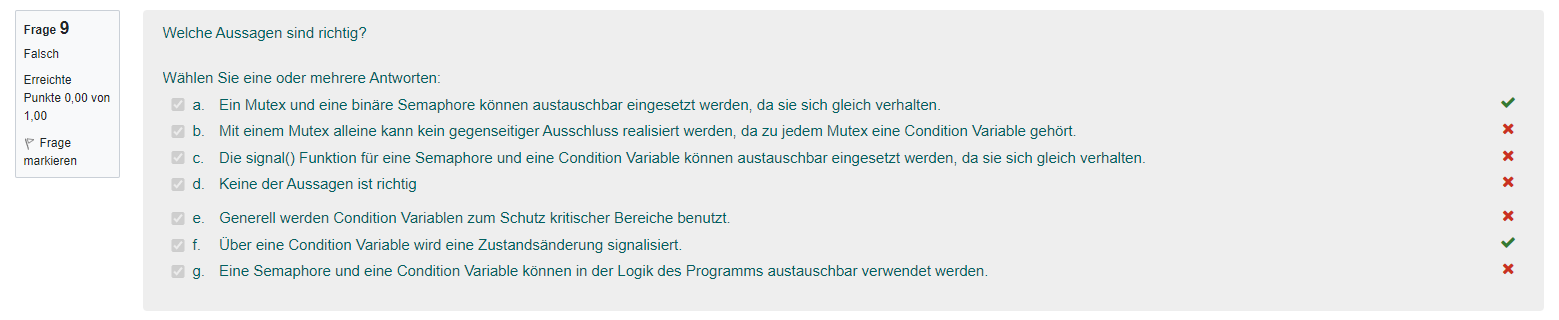 Frage 9
Falsch
Erreichte
Punkte 0,00 von
1,00
Frage
markieren
Welche Aussagen sind richtig?
Wählen Sie eine oder mehrere Antworten:
a. Ein Mutex und eine binäre Semaphore können austauschbar eingesetzt werden, da sie sich gleich verhalten.
b. Mit einem Mutex alleine kann kein gegenseitiger Ausschluss realisiert werden, da zu jedem Mutex eine Condition Variable gehört.
c. Die signal() Funktion für eine Semaphore und eine Condition Variable können austauschbar eingesetzt werden, da sie sich gleich verhalten.
d. Keine der Aussagen ist richtig
e. Generell werden Condition Variablen zum Schutz kritischer Bereiche benutzt.
f. Über eine Condition Variable wird eine Zustandsänderung signalisiert.
g. Eine Semaphore und eine Condition Variable können in der Logik des Programms austauschbar verwendet werden.